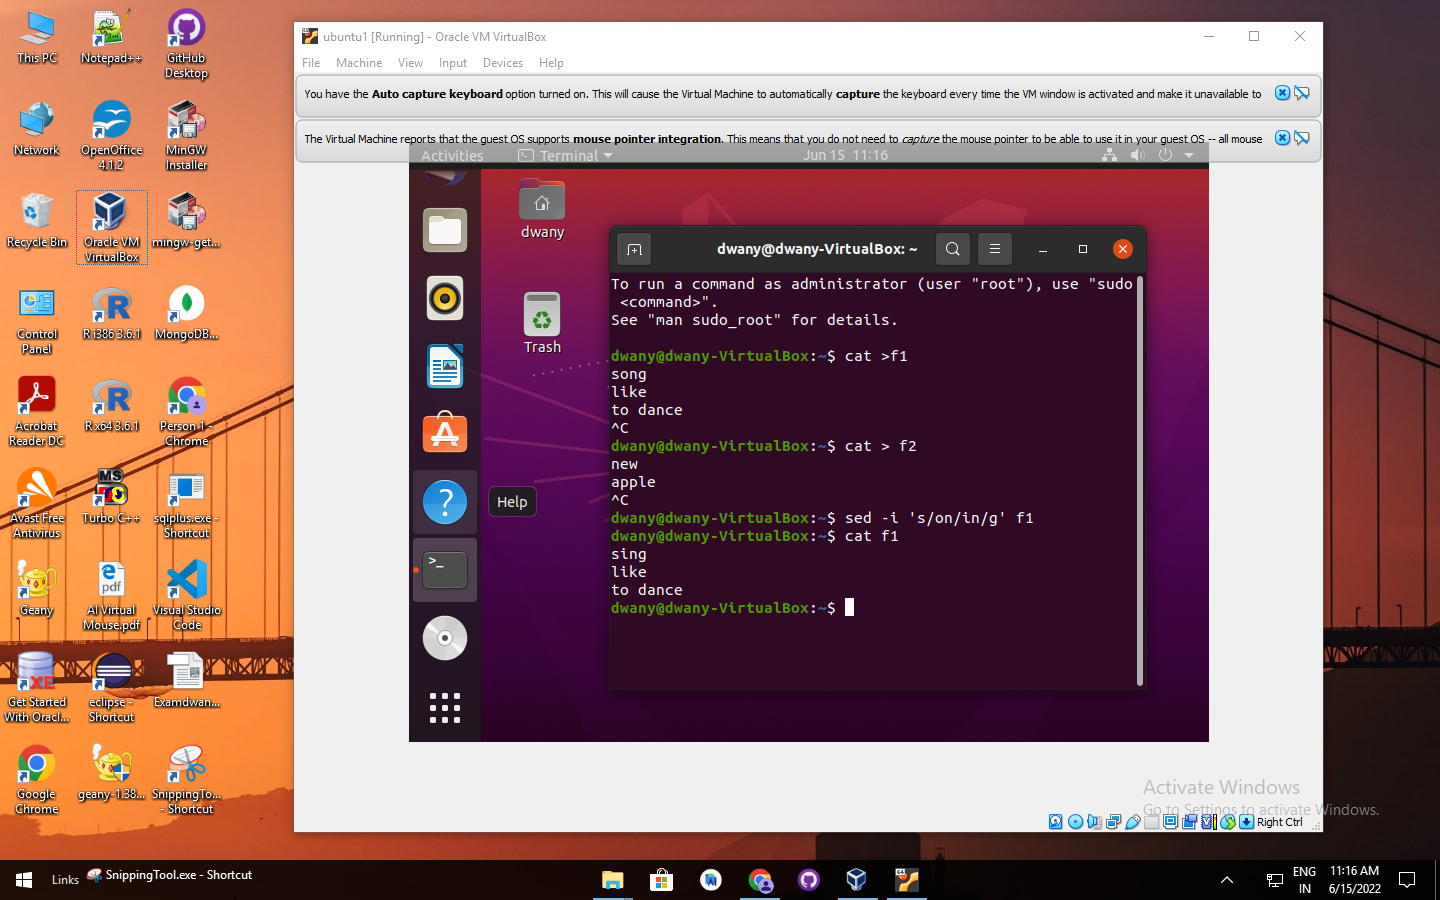 This PC
Notepad++
GitHub
Desktop
Network
OpenOffice
4.1.2
MinGW
Installer
Recycle Bin
Oracle VM
VirtualBox
mingw-get...
Control
Panel
R i386 3.6.1
MongoDB...
Acrobat
Reader DC
R x64 3.6.1
Person 1 -
Chrome
Avast Free
Antivirus
MS
Turbo C++
sqlplus.exe -
Shortcut
Geany
pdf
AI Virtual
Mouse.pdf
Visual Studio
Code
XE
Get Started
With Oracl...
eclipse -
Shortcut
Examdwan...
Google
Chrome
geany-1.38...
SnippingTo...
- Shortcut
ubuntu1 [Running] - Oracle VM VirtualBox
File Machine View Input Devices Help
You have the Auto capture keyboard option turned on. This will cause the Virtual Machine to automatically capture the keyboard every time the VM window is activated and make it unavailable to
The Virtual Machine reports that the guest OS supports mouse pointer integration. This means that you do not need to capture the mouse pointer to be able to use it in your guest OS -- all mouse
Activities Terminal Jun 15 11:16
dwany
Trash
Help
dwany@dwany-VirtualBox: ~
To run a command as administrator (user "root"), use "sudo
<command>".
See "man sudo_root" for details.
dwany@dwany-VirtualBox:~$ cat >f1
song
like
to dance
^C
dwany@dwany-VirtualBox:~$ cat > f2
new
apple
^C
dwany@dwany-VirtualBox:~$ sed -i 's/on/in/g' f1
dwany@dwany-VirtualBox:~$ cat f1
sing
like
to dance
dwany@dwany-VirtualBox:~$
Activate Windows
Go to Settings to activate Windows.
Right Ctrl
Links SnippingTool.exe - Shortcut
ENG
IN
11:16 AM
6/15/2022